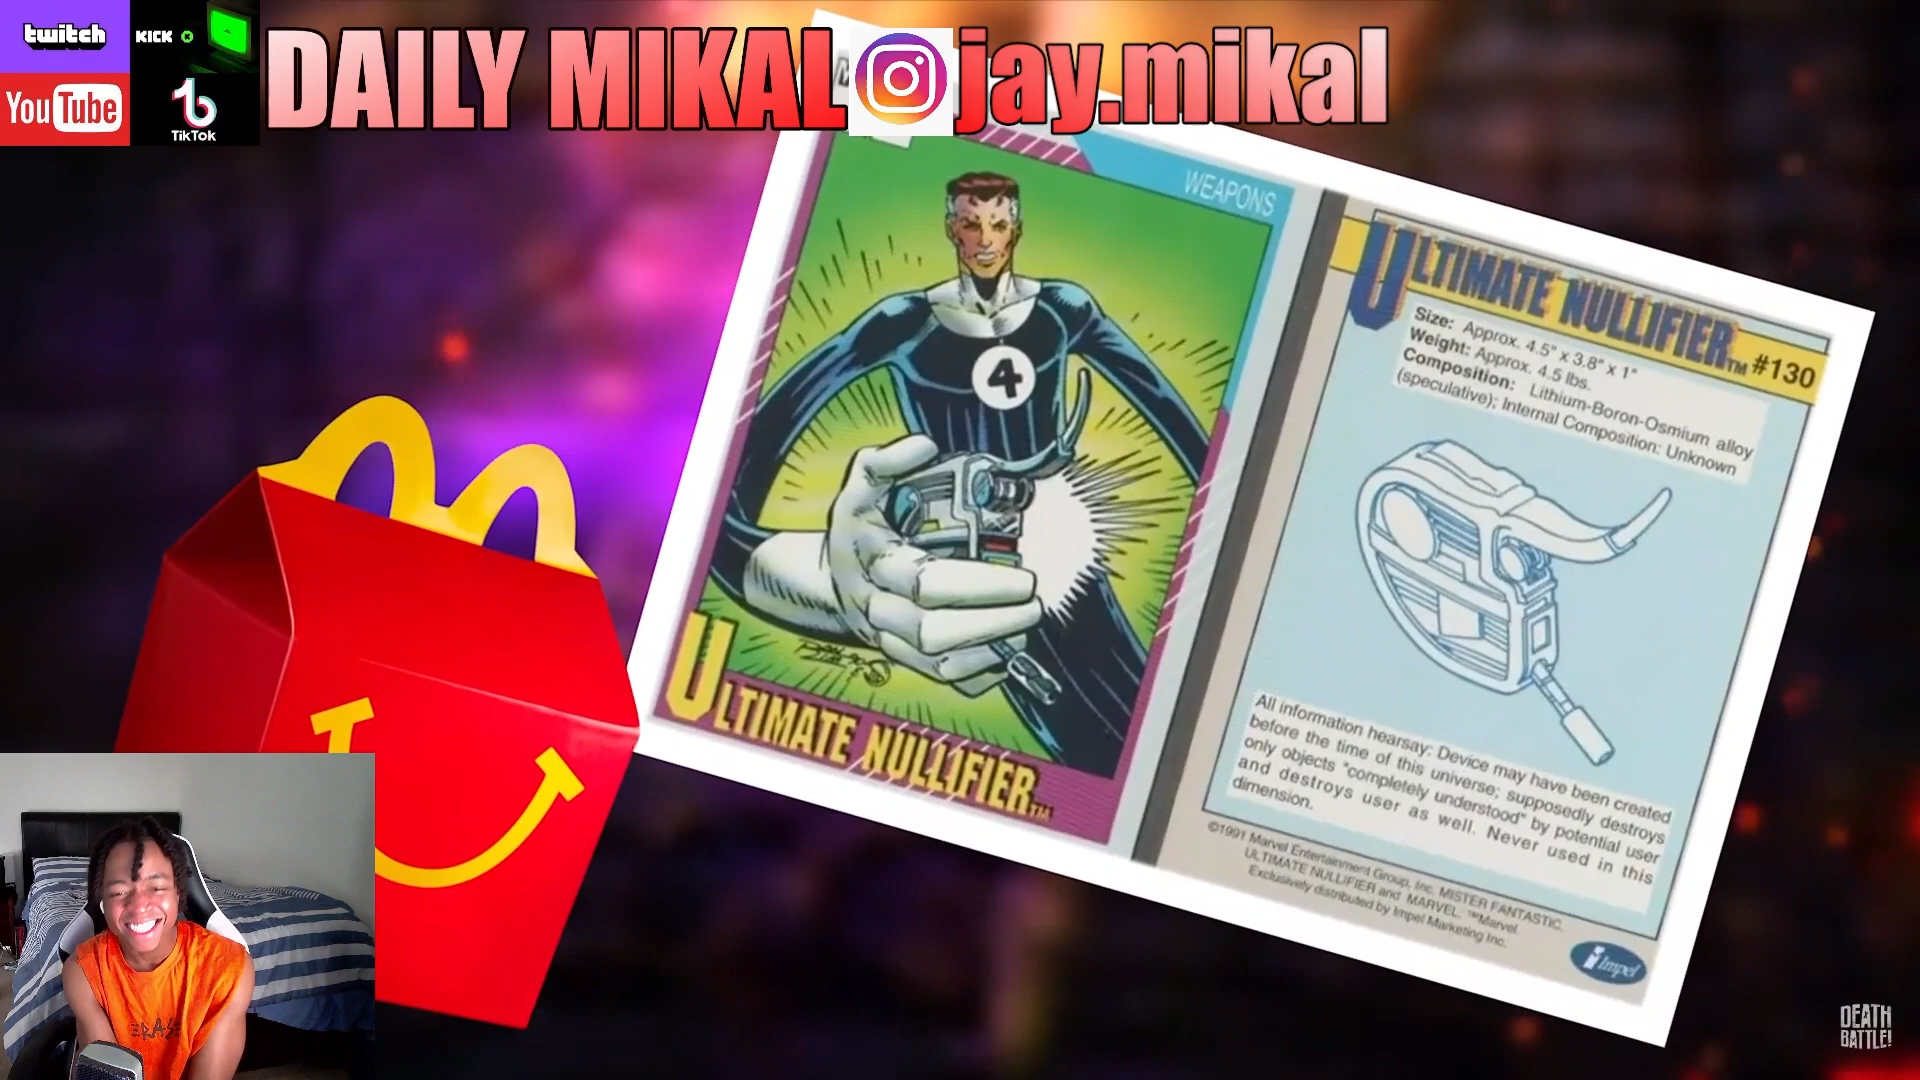 twitch
KICK
YouTube
TikTok
DAILY MIKAL
jay.mikal
WEAPONS
4
ULTIMATE NULLIFIER™
ULTIMATE NULLIFIER™ #130
Size: Approx. 4.5" x 3.8" x 1"
Weight: Approx. 4.5 lbs.
Composition: Lithium-Boron-Osmium alloy
(speculative); Internal Composition: Unknown
All information hearsay: Device may have been created
before the time of this universe; supposedly destroys
only objects "completely understood" by potential user
and destroys user as well. Never used in this
dimension.
©1991 Marvel Entertainment Group, Inc. MISTER FANTASTIC,
ULTIMATE NULLIFIER and MARVEL: ™Marvel.
Exclusively distributed by Impel Marketing Inc.
impel
ERASE
DEATH
BATTLE!